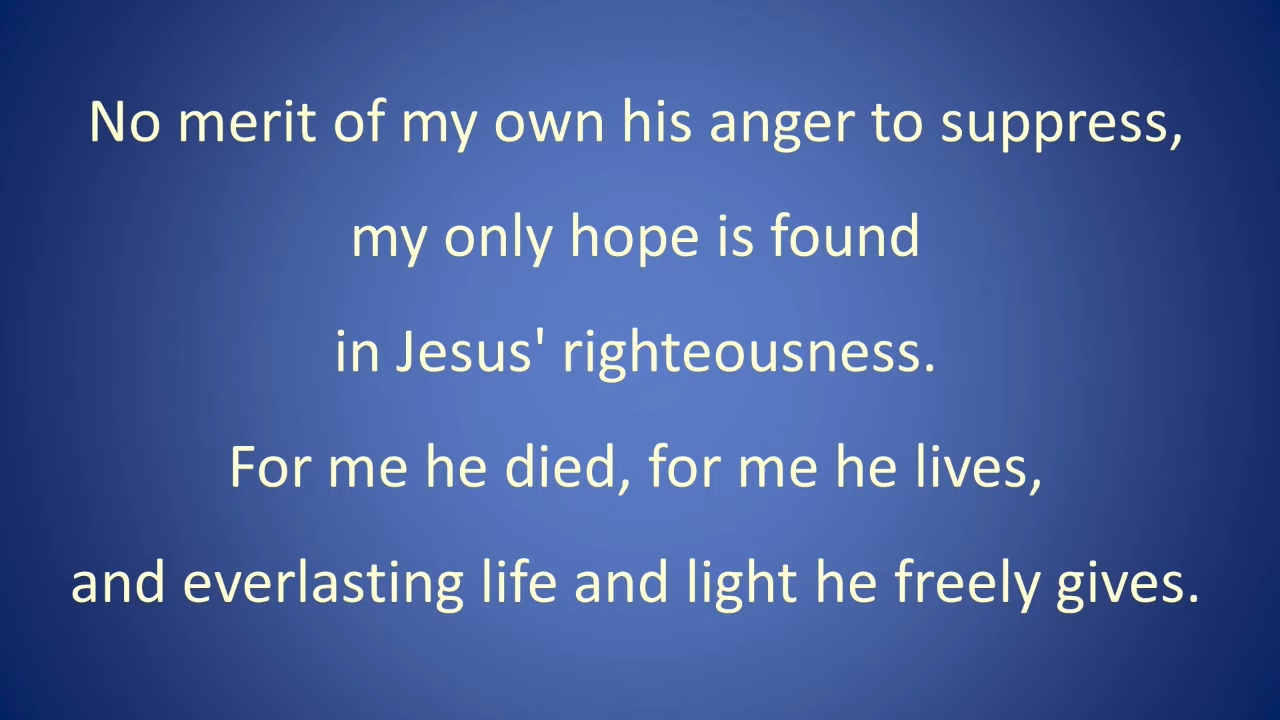 No merit of my own his anger to suppress,
my only hope is found
in Jesus' righteousness.
For me he died, for me he lives,
and everlasting life and light he freely gives.